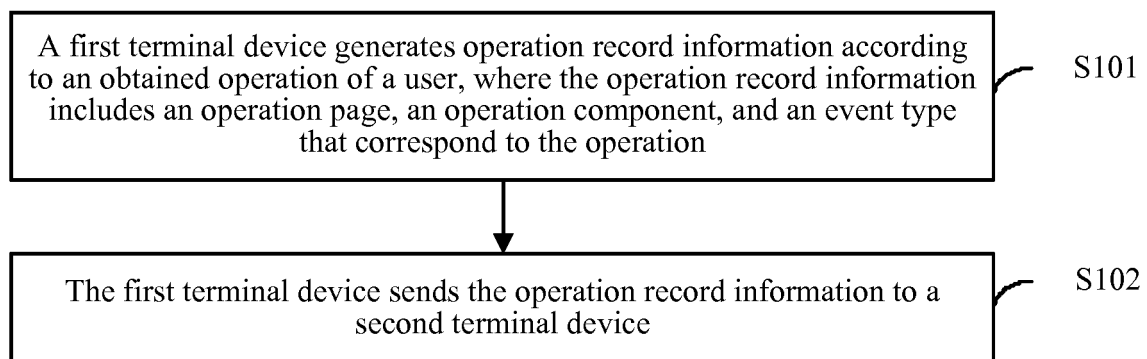 A first terminal device generates operation record information according
to an obtained operation of a user, where the operation record information
includes an operation page, an operation component, and an event type
that correspond to the operation
S101
The first terminal device sends the operation record information to a
second terminal device
S102